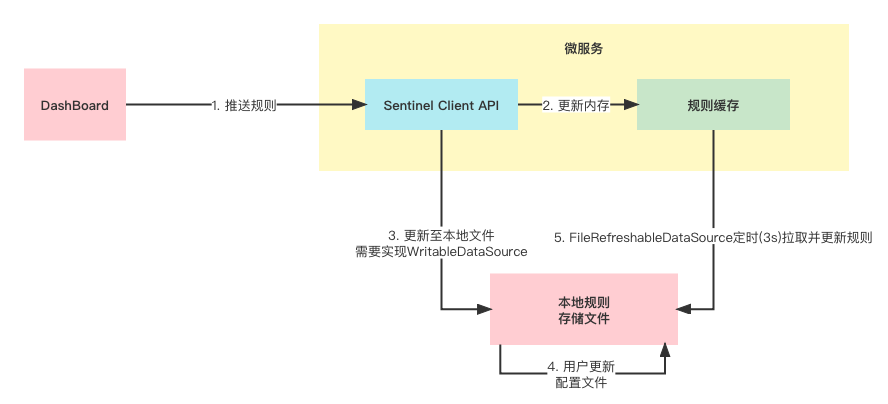 微服务
DashBoard
1. 推送规则
Sentinel Client API
2. 更新内存
规则缓存
3. 更新至本地文件
需要实现WritableDataSource
5. FileRefreshableDataSource定时(3s)拉取并更新规则
本地规则
存储文件
4. 用户更新
配置文件